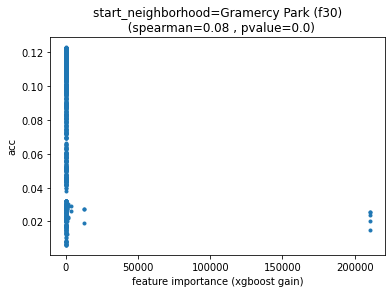 start_neighborhood=Gramercy Park (f30)
(spearman=0.08 , pvalue=0.0)
0.12
0.10
0.08
0.06
0.04
0.02
acc
0
50000
100000
150000
200000
feature importance (xgboost gain)